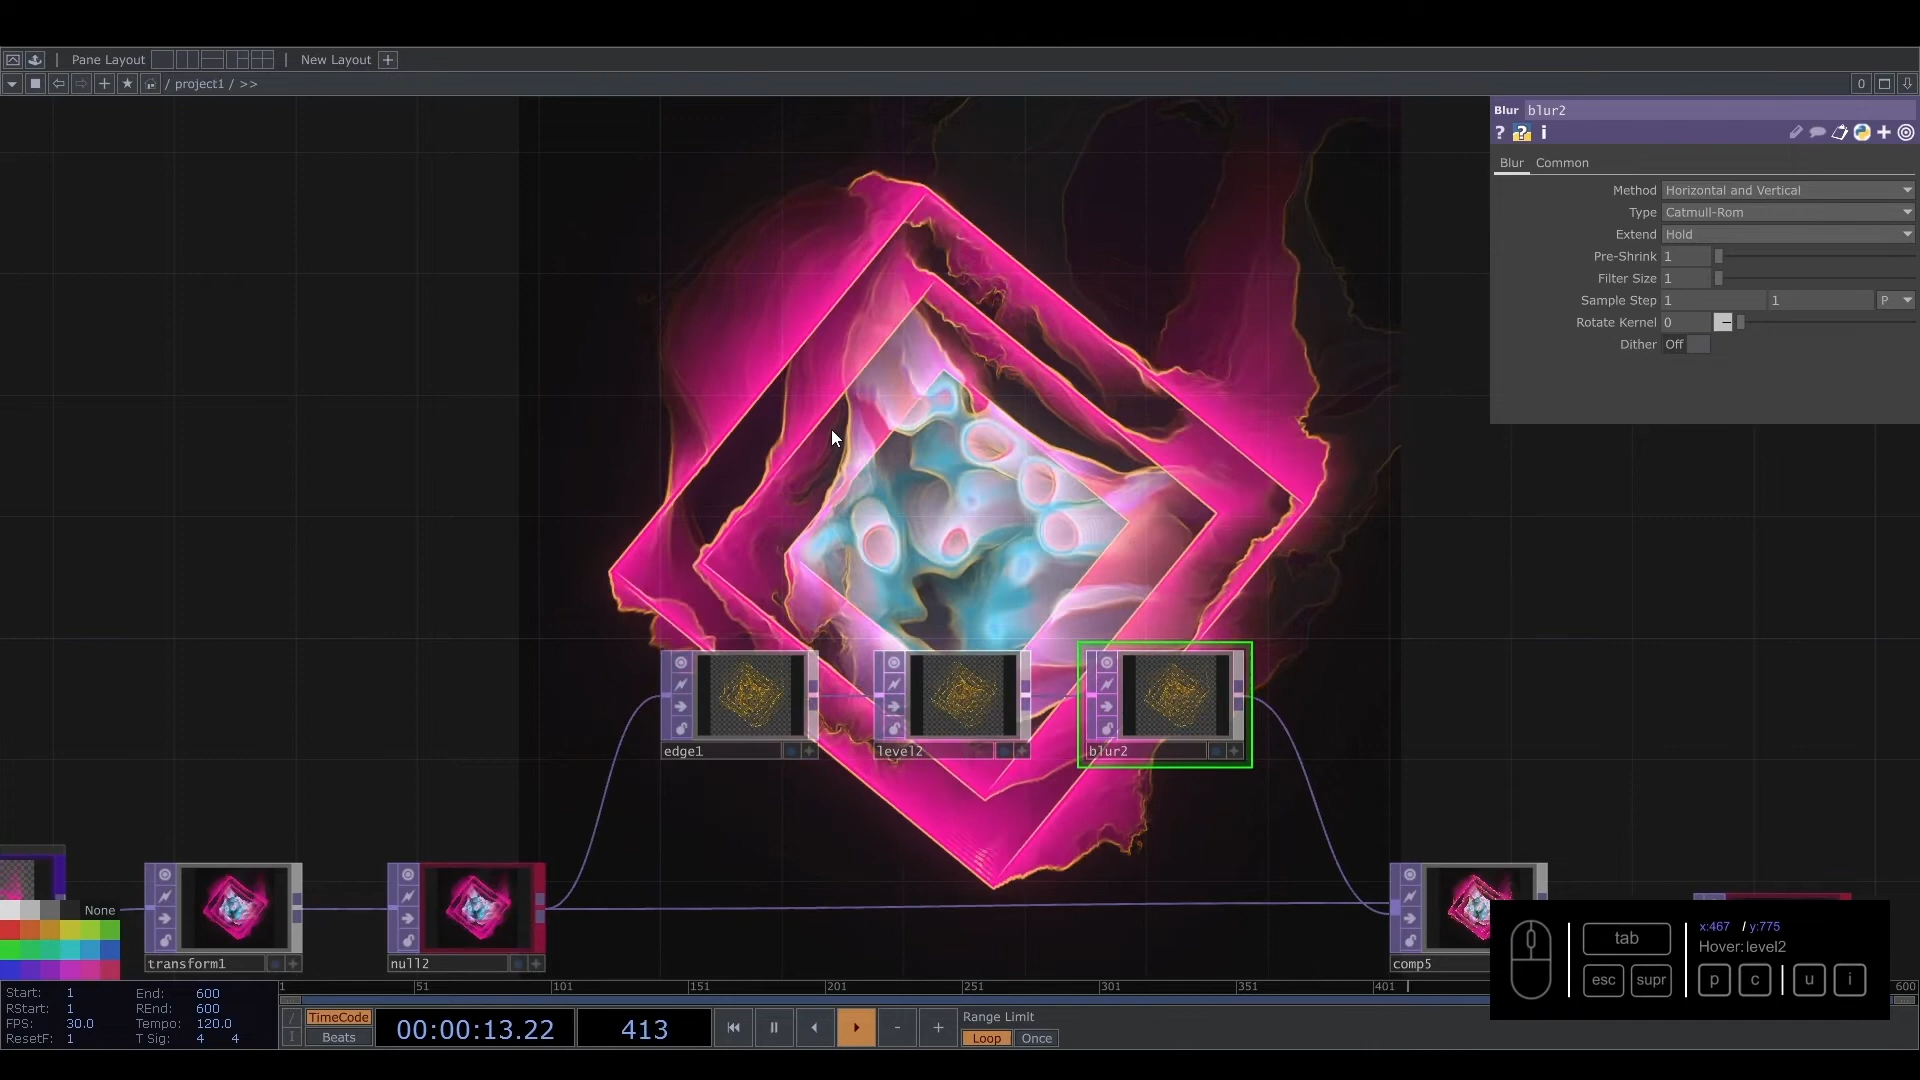 Pane Layout
New Layout
/ project1 / >>
0
Blur blur2
? ? i
Blur Common
Method Horizontal and Vertical
Type Catmull-Rom
Extend Hold
Pre-Shrink 1
Filter Size 1
Sample Step 1 1 P
Rotate Kernel 0
Dither Off
edge1
level2
blur2
None
transform1
null2
comp5
tab
esc supr
x:467 / y:775
Hover:level2
p c u i
Start: 1 End: 600
RStart: 1 REnd: 600
FPS: 30.0 Tempo: 120.0
ResetF: 1 T Sig: 4 4
1 51 101 151 201 251 301 351 401 600
/
I
TimeCode
Beats
00:00:13.22
413
- +
Range Limit
Loop Once